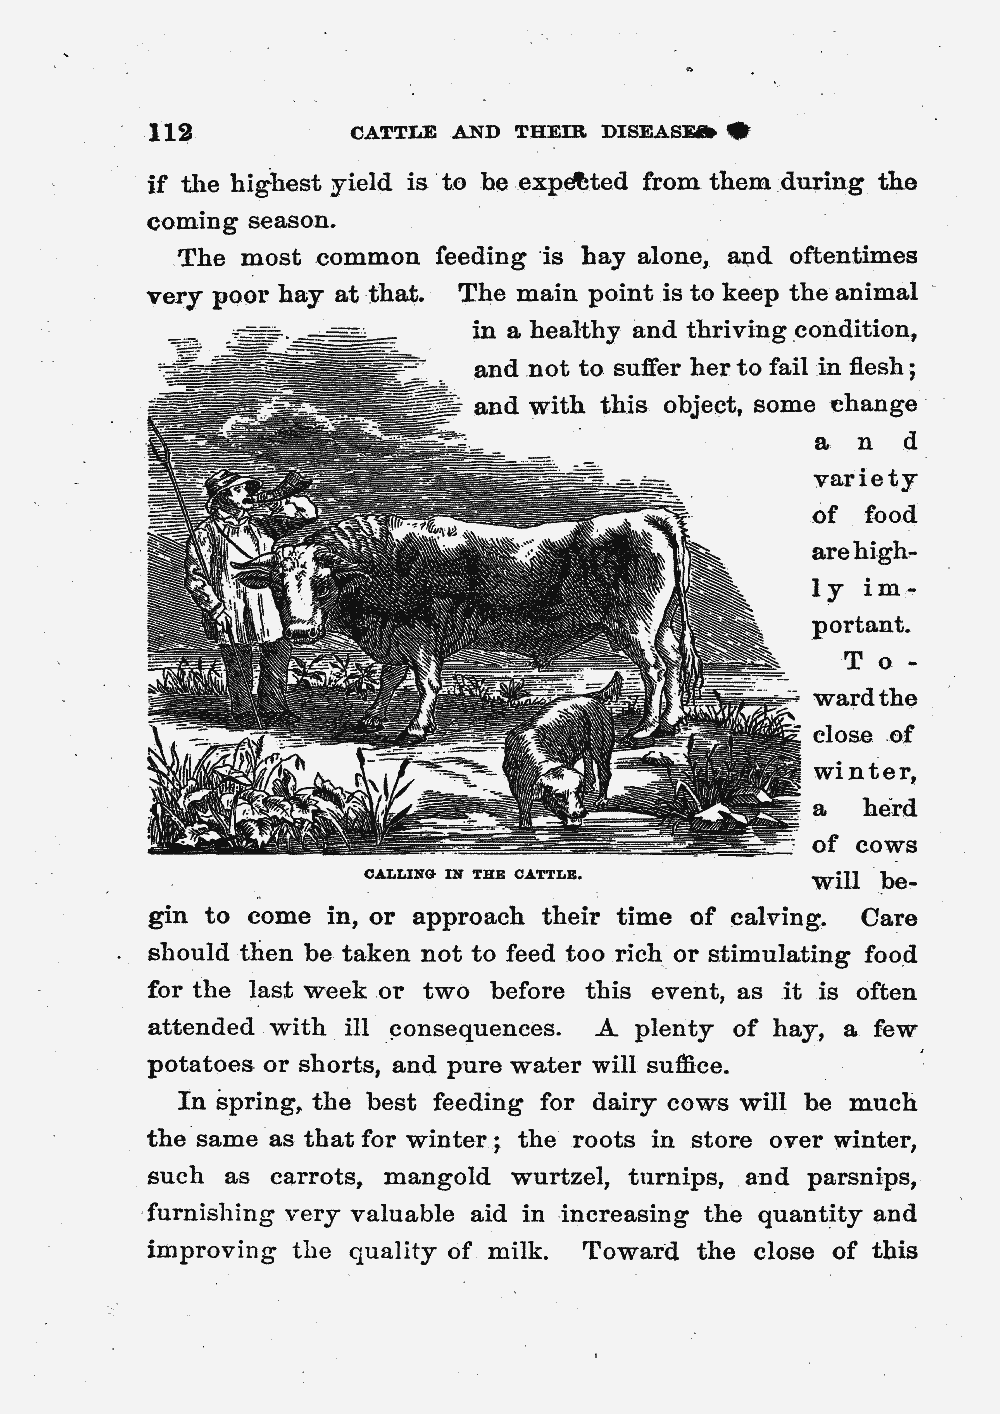 112 CATTLE AND THEIR DISEASES
if the highest yield is to be expected from them during the
coming season.
The most common feeding is hay alone, and oftentimes
very poor hay at that. The main point is to keep the animal
in a healthy and thriving condition,
and not to suffer her to fail in flesh;
and with this object, some change
and
variety
of food
are high-
ly im-
portant.
To-
ward the
close of
winter,
a herd
of cows
will be-
CALLING IN THE CATTLE.
gin to come in, or approach their time of calving. Care
should then be taken not to feed too rich or stimulating food
for the last week or two before this event, as it is often
attended with ill consequences. A plenty of hay, a few
potatoes or shorts, and pure water will suffice.
In spring, the best feeding for dairy cows will be much
the same as that for winter; the roots in store over winter,
such as carrots, mangold wurtzel, turnips, and parsnips,
furnishing very valuable aid in increasing the quantity and
improving the quality of milk. Toward the close of this